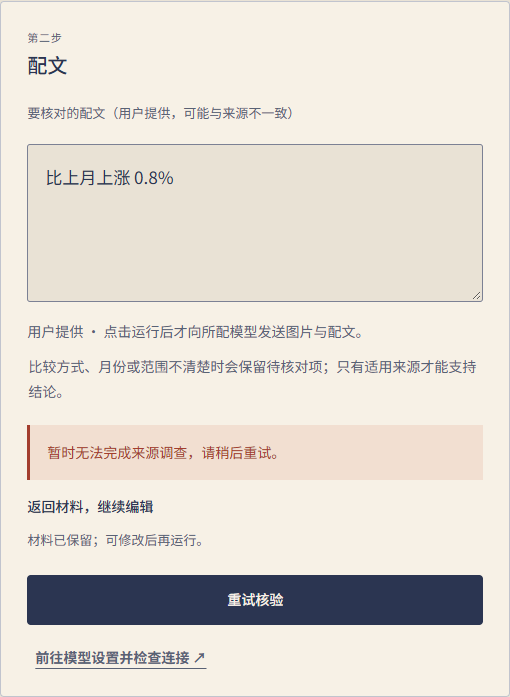 第二步
配文
要核对的配文（用户提供，可能与来源不一致）
比上月上涨 0.8%
用户提供 · 点击运行后才向所配模型发送图片与配文。
比较方式、月份或范围不清楚时会保留待核对项；只有适用来源才能支持
结论。
暂时无法完成来源调查，请稍后重试。
返回材料，继续编辑
材料已保留；可修改后再运行。
重试核验
前往模型设置并检查连接 ↗